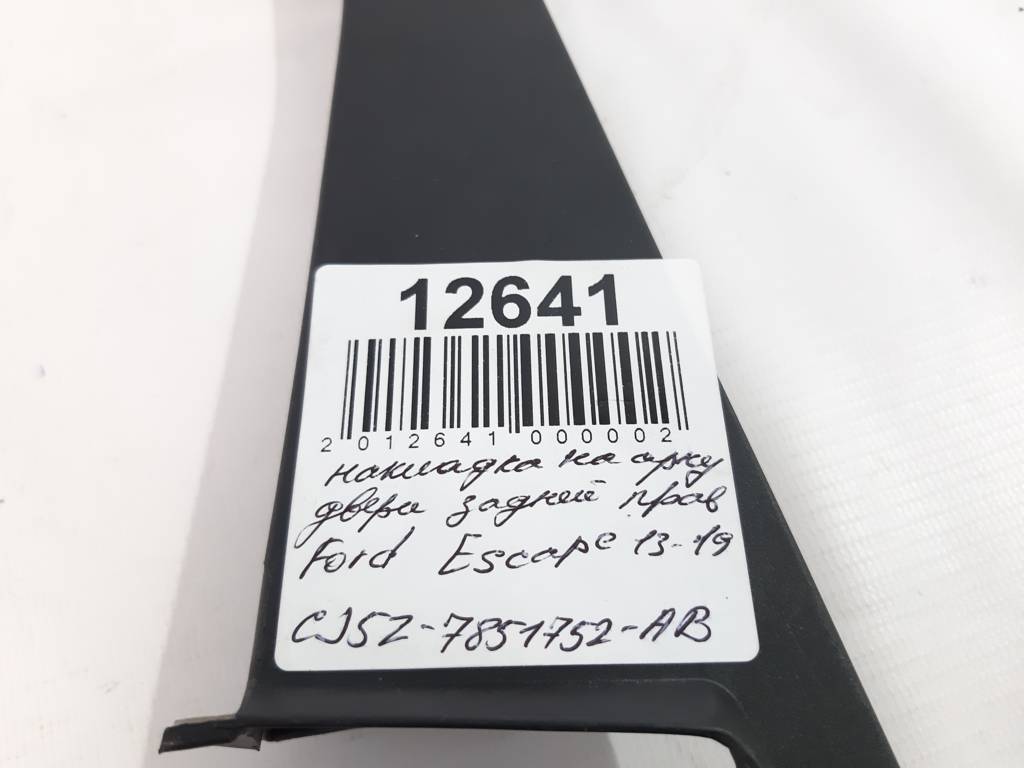 12641
2 012641 000002
накладка на арку
двери задней прав
Ford Escape 13-19
CJ5Z-7851752-AB